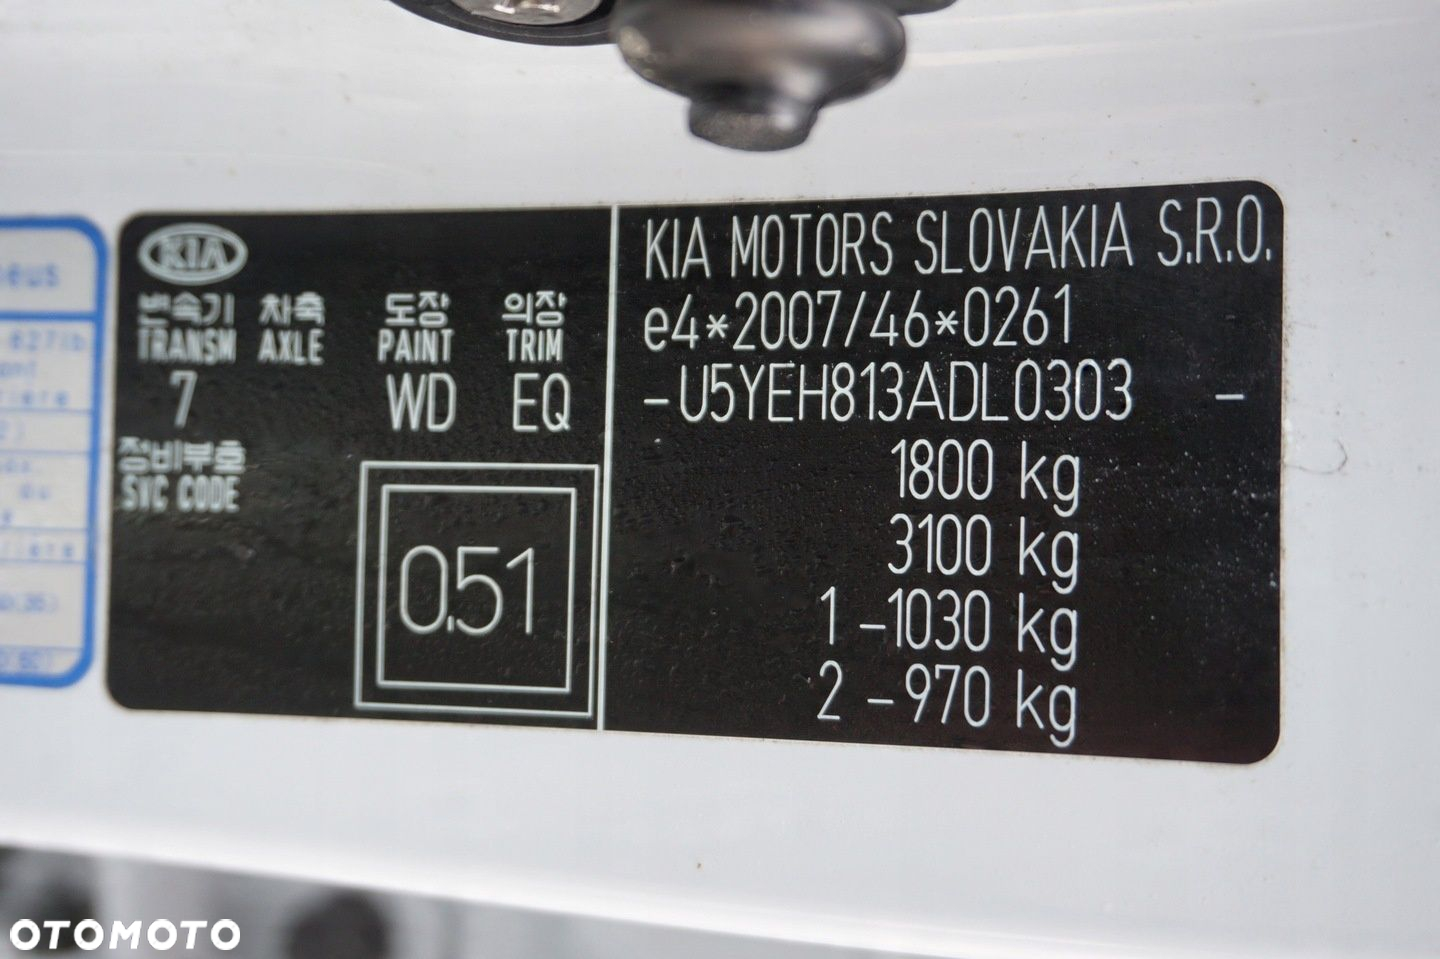 eus
-827lb
KIA
변속기 차축 도장 의장
TRANSM AXLE PAINT TRIM
7 WD EQ
정비부호
SVC CODE
0.51
KIA MOTORS SLOVAKIA S.R.O.
e4*2007/46*0261
-U5YEH813ADL0303 -
1800 kg
3100 kg
1 -1030 kg
2 -970 kg
OTOMOTO